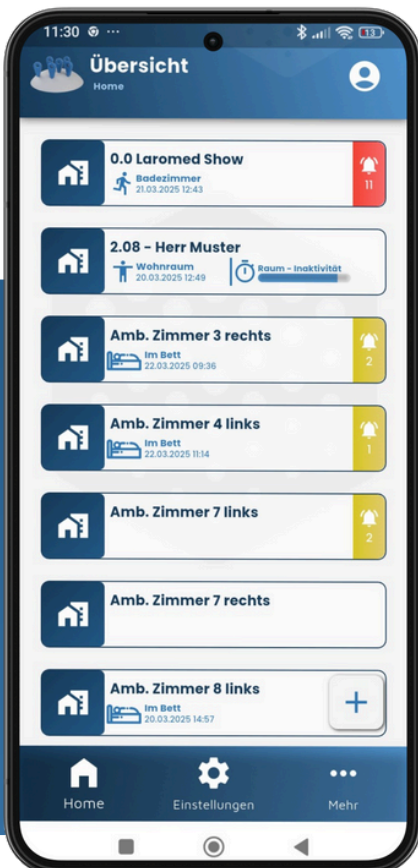 11:30
13
Übersicht
Home
0.0 Laromed Show
Badezimmer
21.03.2025 12:43
11
2.08 - Herr Muster
Wohnraum
20.03.2025 12:49
Raum - Inaktivität
Amb. Zimmer 3 rechts
Im Bett
22.03.2025 09:36
2
Amb. Zimmer 4 links
Im Bett
22.03.2025 11:14
1
Amb. Zimmer 7 links
2
Amb. Zimmer 7 rechts
Amb. Zimmer 8 links
Im Bett
20.03.2025 14:57
Home
Einstellungen
Mehr